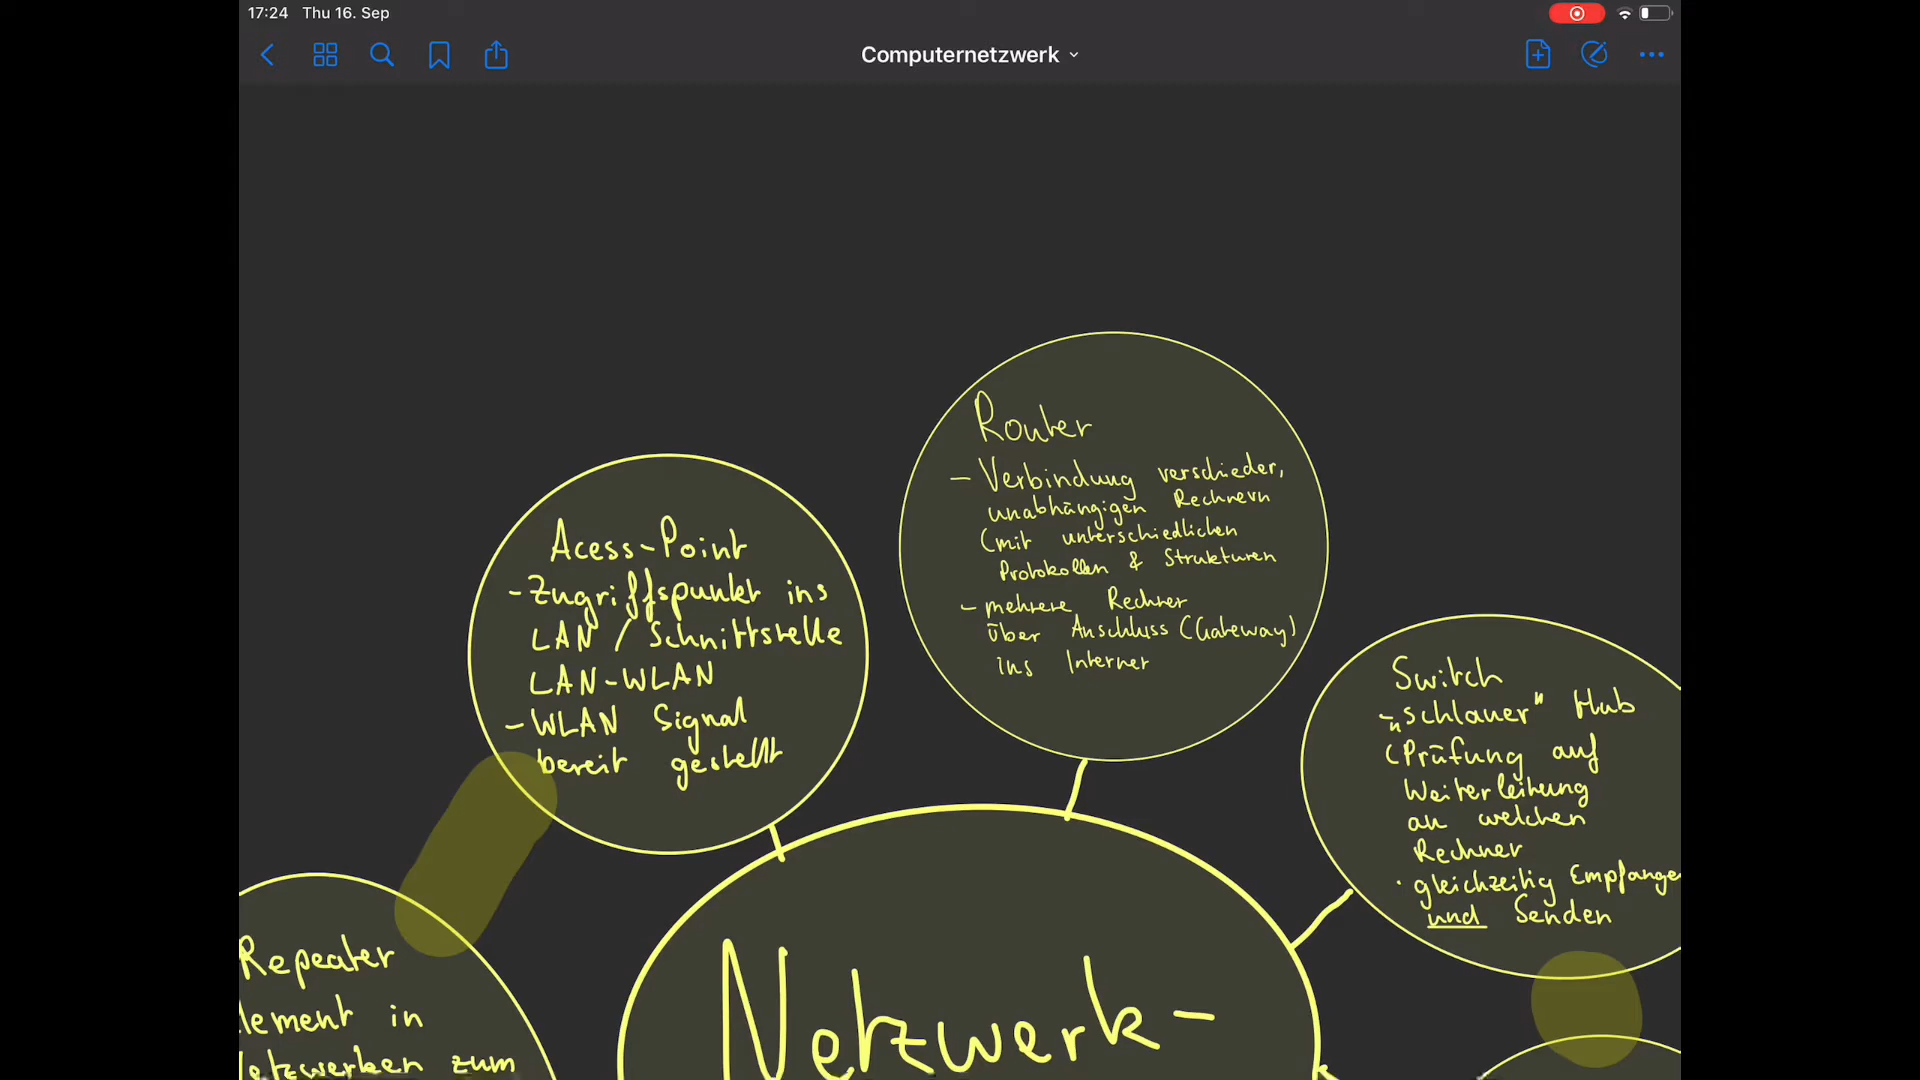 17:24 Thu 16. Sep
Computernetzwerk
Router
– Verbindung verschieder,
unabhängigen Rechnern
(mit unterschiedlichen
Protokollen & Strukturen
– mehrere Rechner
über Anschluss (Gateway)
ins Internet
Acess-Point
- Zugriffspunkt ins
LAN / Schnittstelle
LAN-WLAN
– WLAN Signal
bereit gestellt
Switch
- „schlauer" Hub
(Prüfung auf
Weiterleitung
an welchen
Rechner
· gleichzeitig Empfange
und Senden
Repeater
lement in
etzwerken zum
Netzwerk-